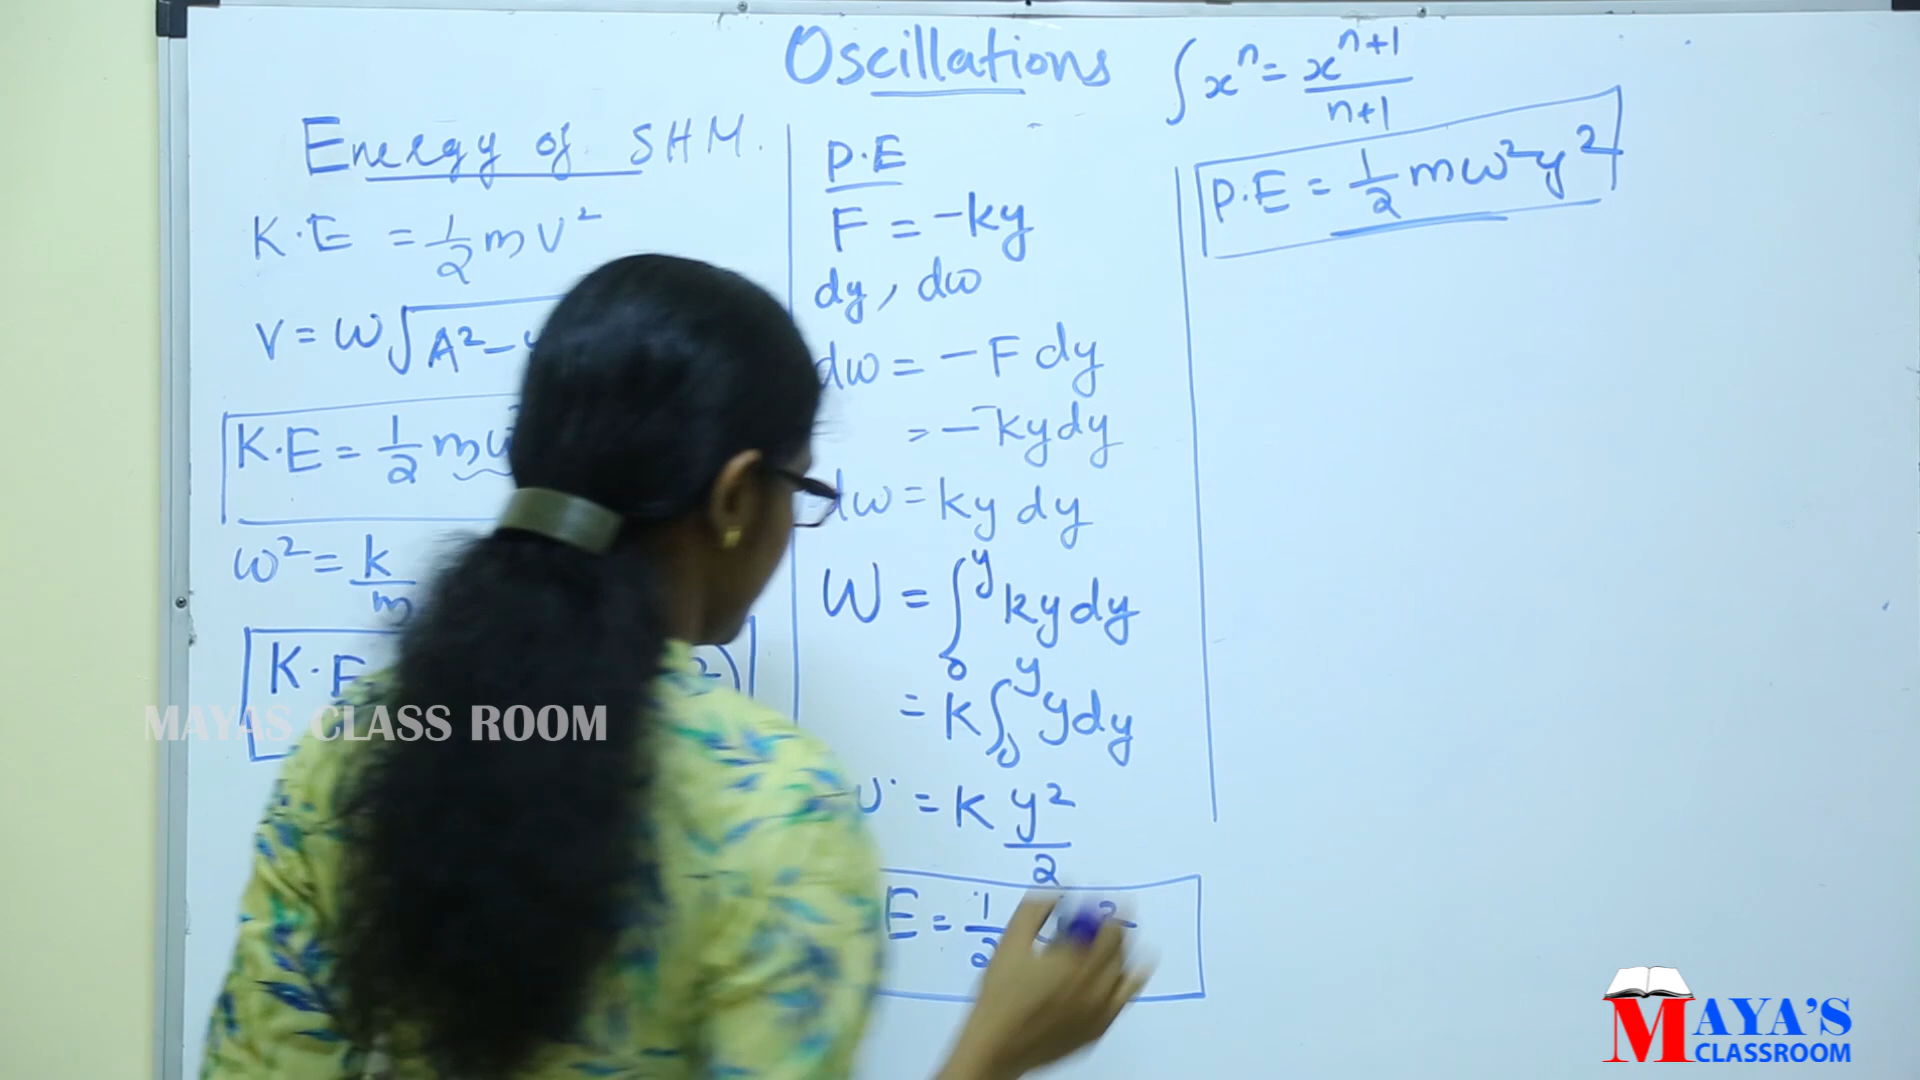 Oscillations
∫ xⁿ = xⁿ⁺¹/n+1
Energy of SHM.
K.E = 1/2 mv²
V = ω√A²-
K.E = 1/2 m
ω² = k/m
K.E
P.E
F = -ky
dy, dω
dω = -F dy
= - -ky dy
dω = ky dy
W = ∫₀ʸ ky dy
= K ∫₀ʸ y dy
= K y²/2
E = 1/2
P.E = 1/2 mω²y²
MAYAS CLASS ROOM
MAYA'S
CLASSROOM